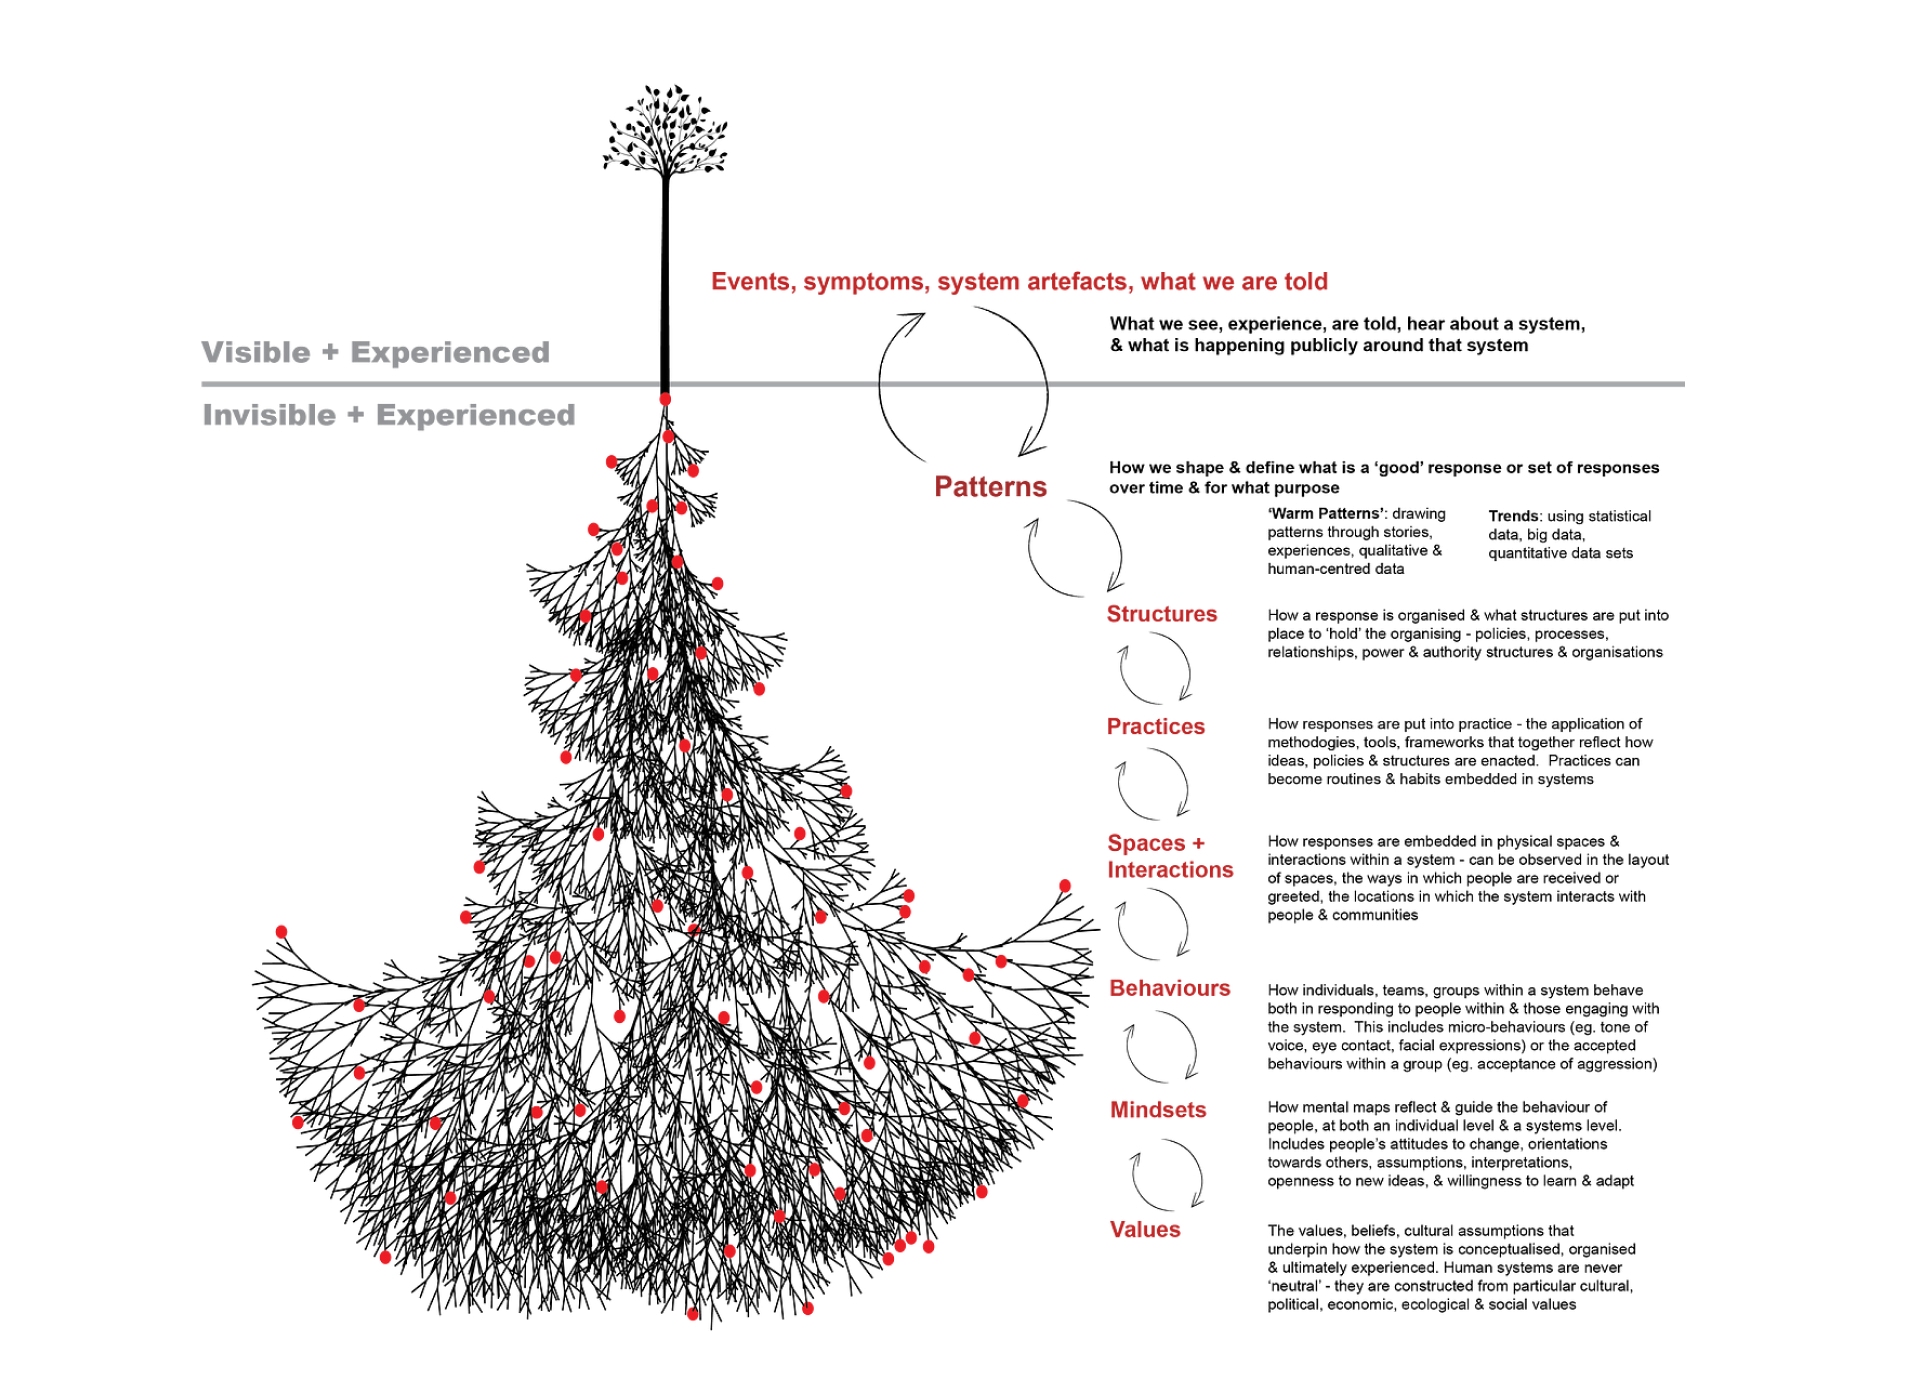 Events, symptoms, system artefacts, what we are told
What we see, experience, are told, hear about a system,
& what is happening publicly around that system
Visible + Experienced
Invisible + Experienced
Patterns
How we shape & define what is a ‘good’ response or set of responses
over time & for what purpose
‘Warm Patterns’: drawing
patterns through stories,
experiences, qualitative &
human-centred data
Trends: using statistical
data, big data,
quantitative data sets
Structures
How a response is organised & what structures are put into
place to ‘hold’ the organising - policies, processes,
relationships, power & authority structures & organisations
Practices
How responses are put into practice - the application of
methodogies, tools, frameworks that together reflect how
ideas, policies & structures are enacted.  Practices can
become routines & habits embedded in systems
Spaces +
Interactions
How responses are embedded in physical spaces &
interactions within a system - can be observed in the layout
of spaces, the ways in which people are received or
greeted, the locations in which the system interacts with
people & communities
Behaviours
How individuals, teams, groups within a system behave
both in responding to people within & those engaging with
the system.  This includes micro-behaviours (eg. tone of
voice, eye contact, facial expressions) or the accepted
behaviours within a group (eg. acceptance of aggression)
Mindsets
How mental maps reflect & guide the behaviour of
people, at both an individual level & a systems level.
Includes people’s attitudes to change, orientations
towards others, assumptions, interpretations,
openness to new ideas, & willingness to learn & adapt
Values
The values, beliefs, cultural assumptions that
underpin how the system is conceptualised, organised
& ultimately experienced. Human systems are never
‘neutral’ - they are constructed from particular cultural,
political, economic, ecological & social values